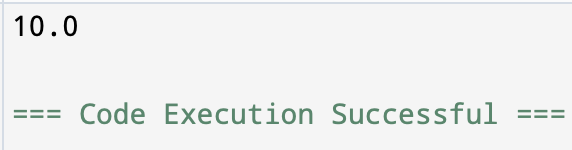 10.0
=== Code Execution Successful ===